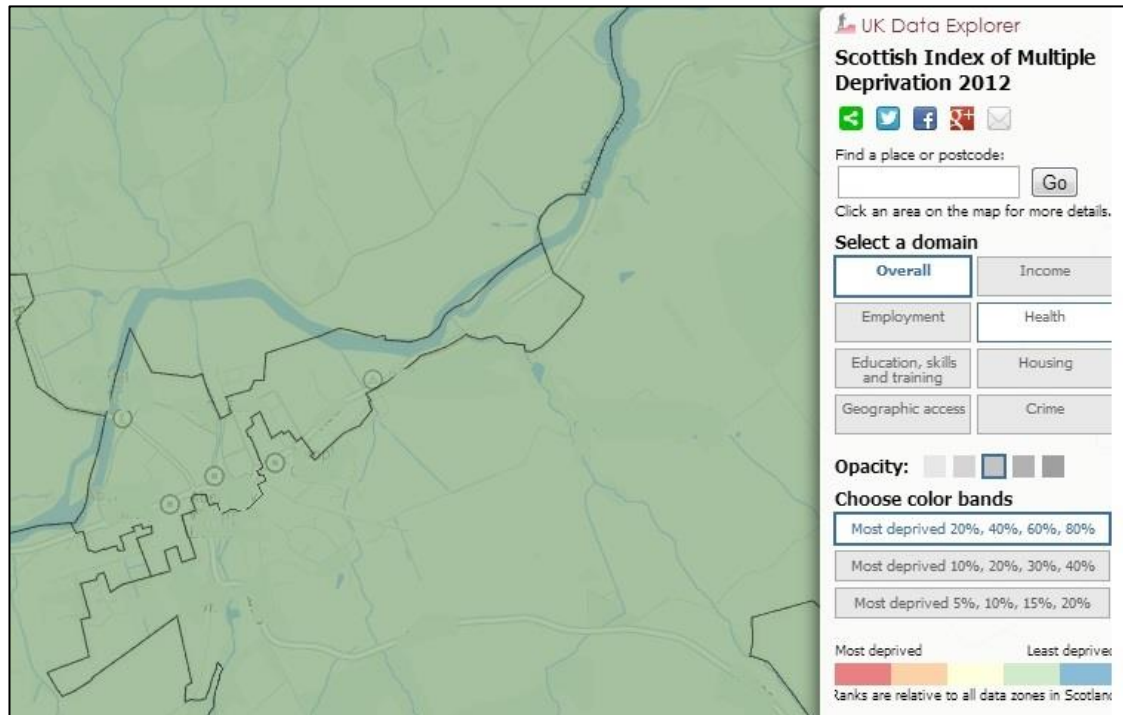 UK Data Explorer
Scottish Index of Multiple
Deprivation 2012
Find a place or postcode:
Go
Click an area on the map for more details.
Select a domain
Overall
Income
Employment
Health
Education, skills
and training
Housing
Geographic access
Crime
Opacity:
Choose color bands
Most deprived 20%, 40%, 60%, 80%
Most deprived 10%, 20%, 30%, 40%
Most deprived 5%, 10%, 15%, 20%
Most deprived
Least deprived
Ranks are relative to all data zones in Scotland